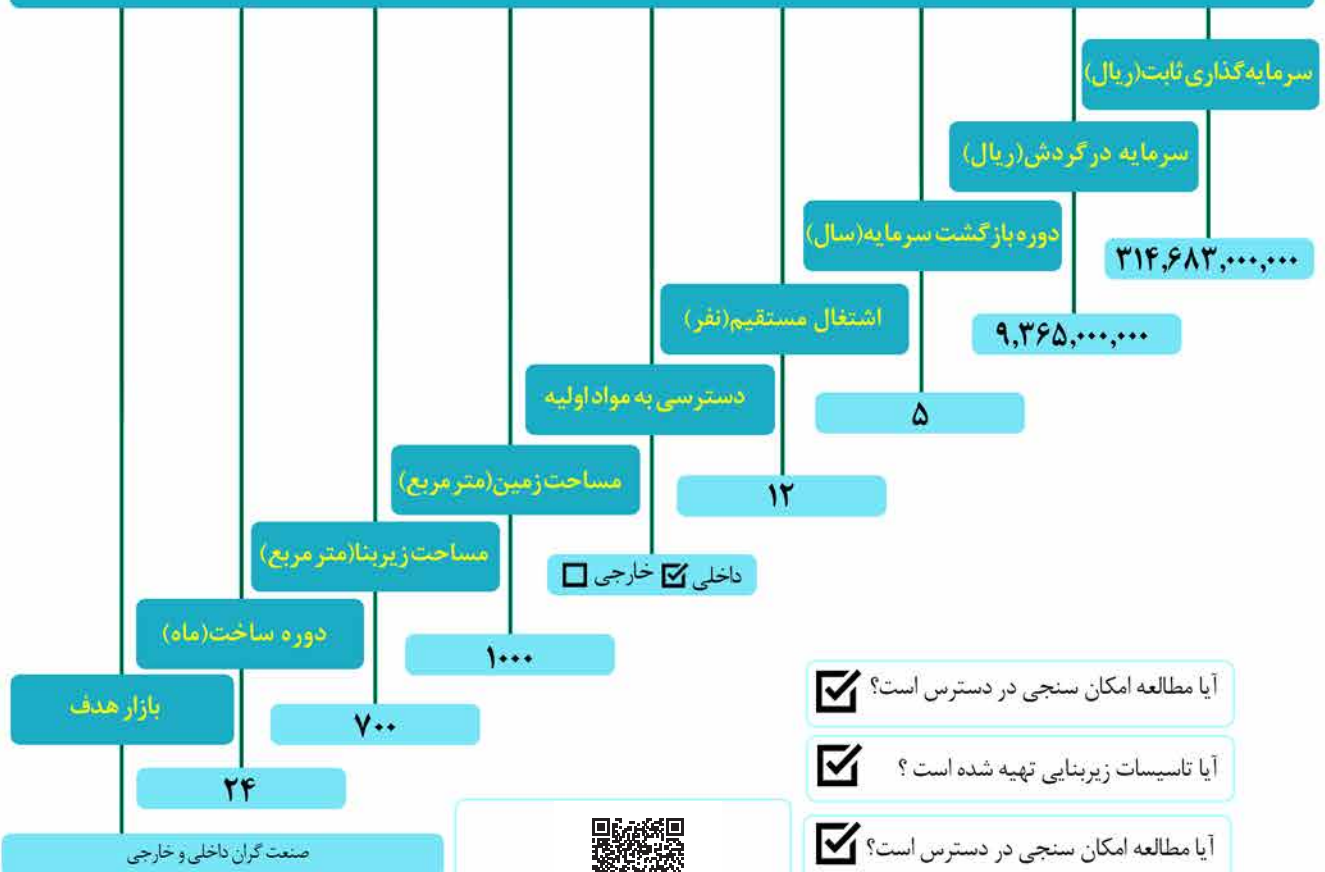 سرمایه‌گذاری ثابت(ریال)
۳۱۴,۶۸۳,۰۰۰,۰۰۰
سرمایه در گردش(ریال)
۹,۳۶۵,۰۰۰,۰۰۰
دوره بازگشت سرمایه(سال)
۵
اشتغال مستقیم(نفر)
۱۲
دسترسی به مواد اولیه
داخلی ☑ خارجی ☐
مساحت زمین(متر مربع)
۱۰۰۰
مساحت زیربنا(متر مربع)
۷۰۰
دوره ساخت(ماه)
۲۴
بازار هدف
صنعت گران داخلی و خارجی
آیا مطالعه امکان سنجی در دسترس است؟ ☑
آیا تاسیسات زیربنایی تهیه شده است ؟ ☑
آیا مطالعه امکان سنجی در دسترس است؟ ☑